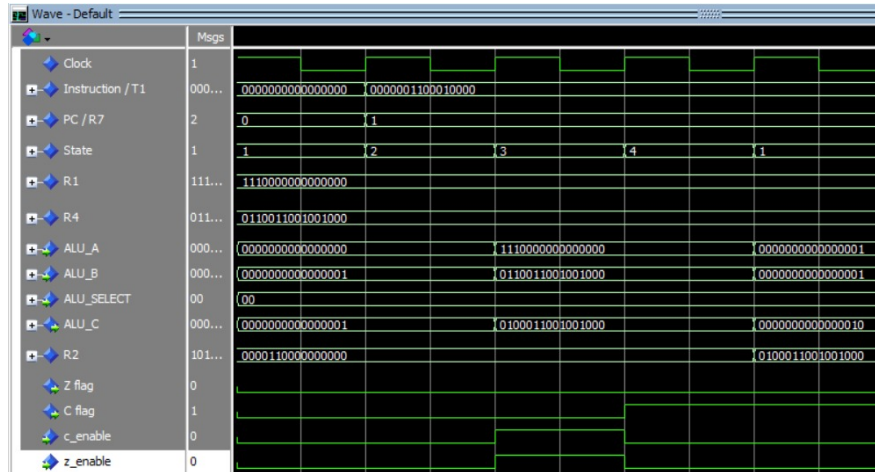 Wave - Default
Msgs
Clock 1
Instruction / T1 000... 0000000000000000 0000001100010000
PC / R7 2 0 1
State 1 1 2 3 4 1
R1 111... 1110000000000000
R4 011... 0110011001001000
ALU_A 000... 0000000000000000 1110000000000000 0000000000000001
ALU_B 000... 0000000000000001 0110011001001000 0000000000000001
ALU_SELECT 00 00
ALU_C 000... 0000000000000001 0100011001001000 0000000000000010
R2 101... 0000110000000000 0100011001001000
Z flag 0
C flag 1
c_enable 0
z_enable 0